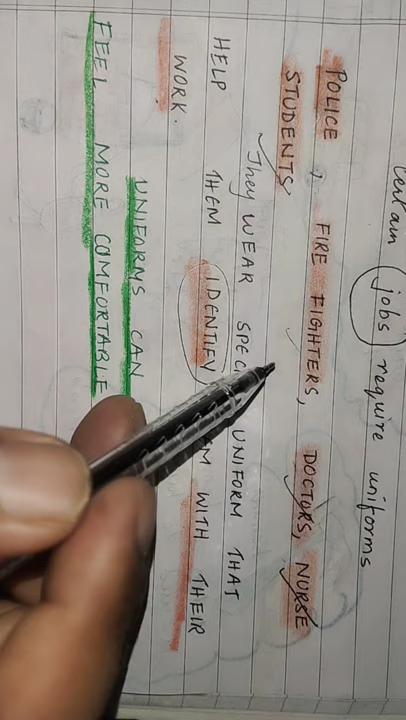 Certain jobs require uniforms
POLICE, FIRE FIGHTERS, DOCTORS, NURSE
STUDENTS
They WEAR UNIFORM THAT
HELP THEM IDENTIFY WITH THEIR
WORK.
UNIFORMS CAN
FEEL MORE COMFORTABLE